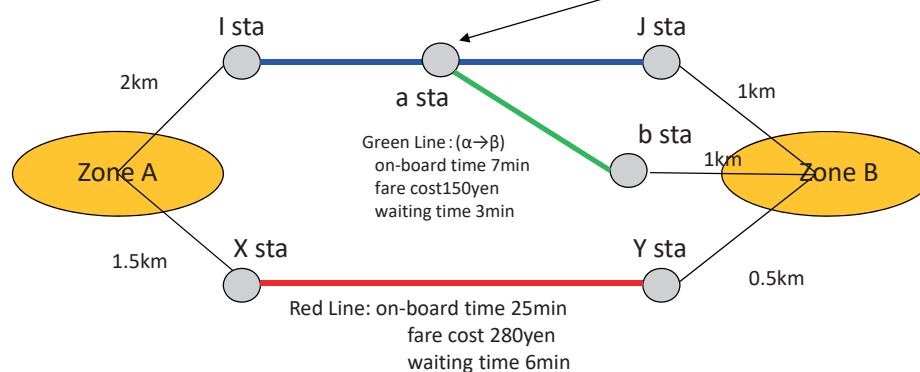 I sta
J sta
2km
a sta
1km
Green Line：(α→β)
on-board time 7min
fare cost150yen
waiting time 3min
b sta
1km
Zone A
Zone B
X sta
Y sta
1.5km
0.5km
Red Line: on-board time 25min
fare cost 280yen
waiting time 6min